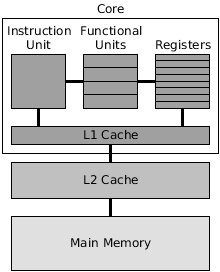 Core
Instruction Unit
Functional Units
Registers
L1 Cache
L2 Cache
Main Memory